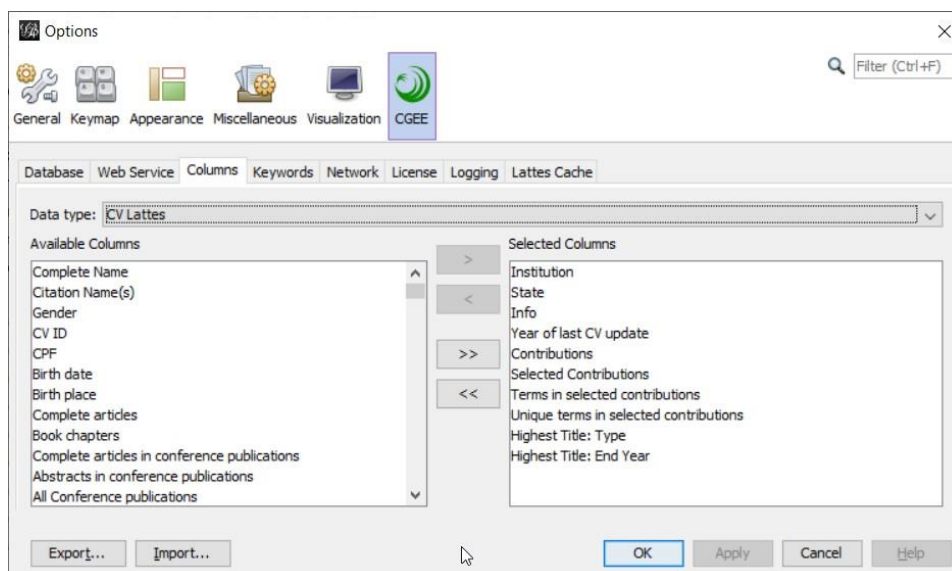 Options
Filter (Ctrl+F)
General Keymap Appearance Miscellaneous Visualization CGEE
Database Web Service Columns Keywords Network License Logging Lattes Cache
Data type: CV Lattes
Available Columns
Complete Name
Citation Name(s)
Gender
CV ID
CPF
Birth date
Birth place
Complete articles
Book chapters
Complete articles in conference publications
Abstracts in conference publications
All Conference publications
>
<
>>
<<
Selected Columns
Institution
State
Info
Year of last CV update
Contributions
Selected Contributions
Terms in selected contributions
Unique terms in selected contributions
Highest Title: Type
Highest Title: End Year
Export... Import... OK Apply Cancel Help